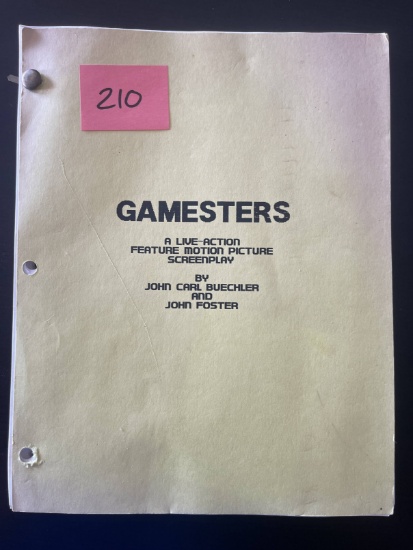 210
GAMESTERS
A LIVE-ACTION
FEATURE MOTION PICTURE
SCREENPLAY
BY
JOHN CARL BUECHLER
AND
JOHN FOSTER